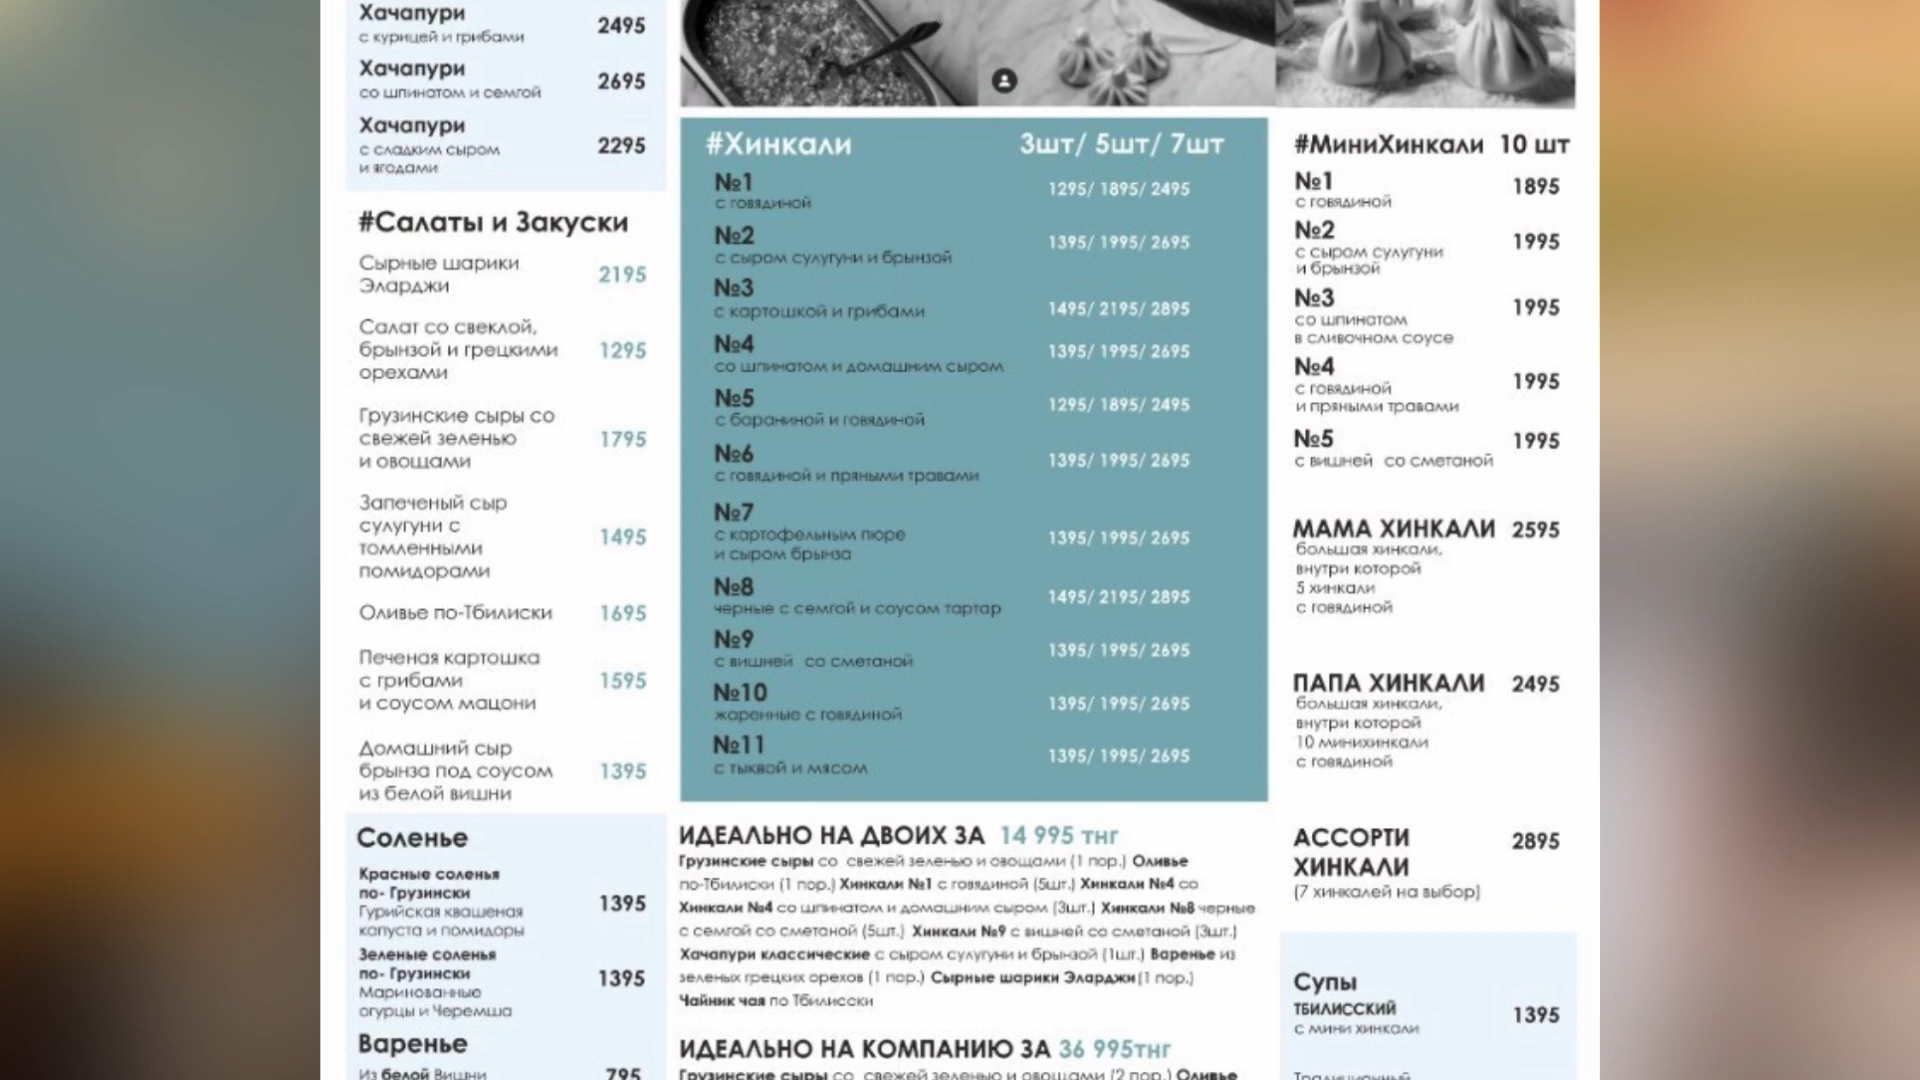 Хачапури
с курицей и грибами
2495
Хачапури
со шпинатом и семгой
2695
Хачапури
с сладким сыром
и ягодами
2295
#Салаты и Закуски
Сырные шарики
Эларджи
2195
Салат со свеклой,
брынзой и грецкими
орехами
1295
Грузинские сыры со
свежей зеленью
и овощами
1795
Запеченый сыр
сулугуни с
томленными
помидорами
1495
Оливье по-Тбилиски
1695
Печеная картошка
с грибами
и соусом мацони
1595
Домашний сыр
брынза под соусом
из белой вишни
1395
Соленье
Красные соленья
по- Грузински
Гурийская квашеная
капуста и помидоры
1395
Зеленые соленья
по- Грузински
Маринованные
огурцы и Черемша
1395
Варенье
Из белой Вишни
795
#Хинкали 3шт/ 5шт/ 7шт
№1
с говядиной
1295/ 1895/ 2495
№2
с сыром сулугуни и брынзой
1395/ 1995/ 2695
№3
с картошкой и грибами
1495/ 2195/ 2895
№4
со шпинатом и домашним сыром
1395/ 1995/ 2695
№5
с бараниной и говядиной
1295/ 1895/ 2495
№6
с говядиной и пряными травами
1395/ 1995/ 2695
№7
с картофельным пюре
и сыром брынза
1395/ 1995/ 2695
№8
черные с семгой и соусом тартар
1495/ 2195/ 2895
№9
с вишней со сметаной
1395/ 1995/ 2695
№10
жаренные с говядиной
1395/ 1995/ 2695
№11
с тыквой и мясом
1395/ 1995/ 2695
ИДЕАЛЬНО НА ДВОИХ ЗА 14 995 тнг
Грузинские сыры со свежей зеленью и овощами (1 пор.) Оливье
по-Тбилиски (1 пор.) Хинкали №1 с говядиной (5шт.) Хинкали №4 со
Хинкали №4 со шпинатом и домашним сыром (3шт.) Хинкали №8 черные
с семгой со сметаной (5шт.) Хинкали №9 с вишней со сметаной (3шт.)
Хачапури классические с сыром сулугуни и брынзой (1шт.) Варенье из
зеленых грецких орехов (1 пор.) Сырные шарики Эларджи(1 пор.)
Чайник чая по Тбилисски
ИДЕАЛЬНО НА КОМПАНИЮ ЗА 36 995тнг
Грузинские сыры со свежей зеленью и овощами (2 пор.) Оливье
#МиниХинкали 10 шт
№1
с говядиной
1895
№2
с сыром сулугуни
и брынзой
1995
№3
со шпинатом
в сливочном соусе
1995
№4
с говядиной
и пряными травами
1995
№5
с вишней со сметаной
1995
МАМА ХИНКАЛИ 2595
большая хинкали,
внутри которой
5 хинкали
с говядиной
ПАПА ХИНКАЛИ 2495
большая хинкали,
внутри которой
10 минихинкали
с говядиной
АССОРТИ
ХИНКАЛИ
2895
(7 хинкалей на выбор)
Супы
ТБИЛИССКИЙ
с мини хинкали
1395
Традиционный